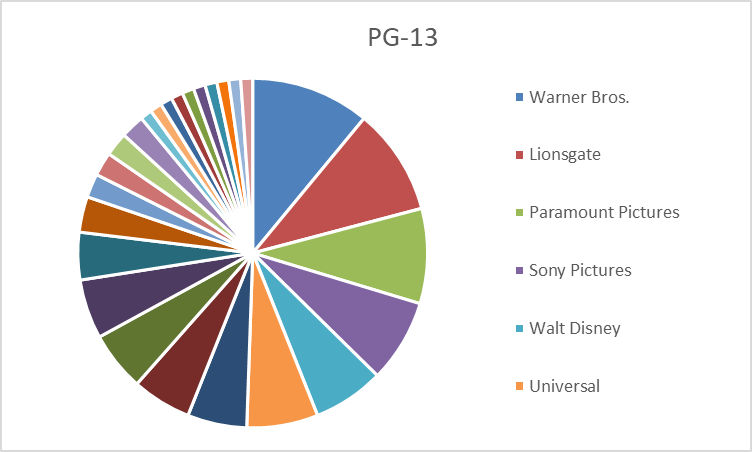 PG-13
Warner Bros.
Lionsgate
Paramount Pictures
Sony Pictures
Walt Disney
Universal